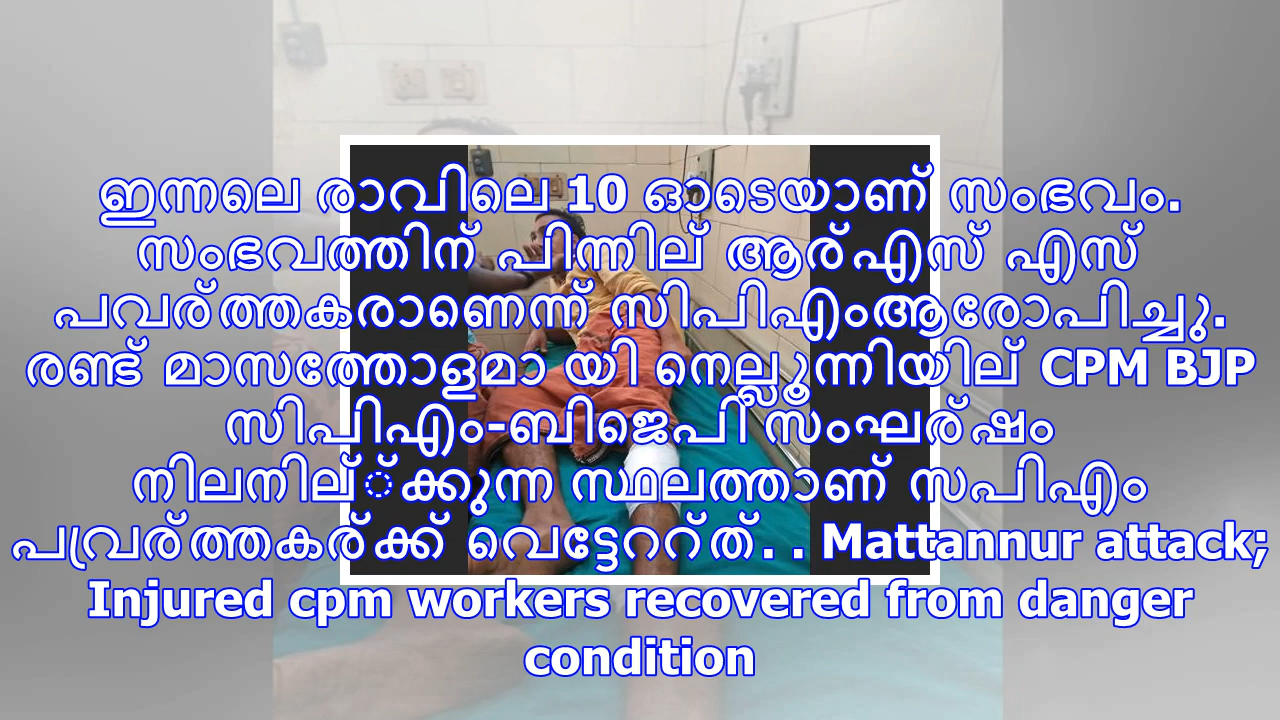 ഇന്നലെ രാവിലെ 10 ഓടെയാണ് സംഭവം.
സംഭവത്തിന് പിന്നില് ആര്എസ് എസ്
പവര്ത്തകരാണെന്ന് സിപിഎംആരോപിച്ചു.
രണ്ട് മാസത്തോളമാ യി നെല്ലൂന്നിയില് CPM BJP
സിപിഎം-ബിജെപി സംഘര്ഷം
നിലനില് ്ക്കുന്ന സ്ഥലത്താണ് സപിഎം
പവ്രര്ത്തകര്ക്ക് വെട്ടേററ്ത്. . Mattannur attack;
Injured cpm workers recovered from danger
condition